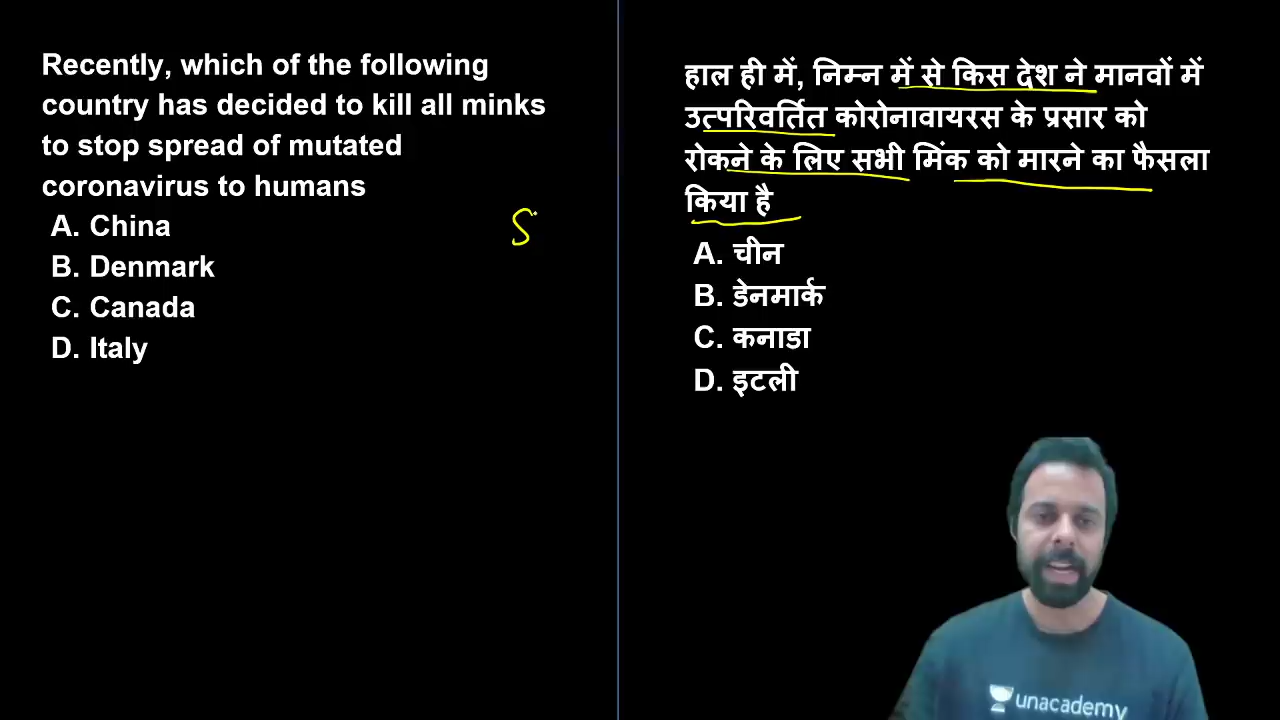 Recently, which of the following
country has decided to kill all minks
to stop spread of mutated
coronavirus to humans
A. China
B. Denmark
C. Canada
D. Italy
S
हाल ही में, निम्न में से किस देश ने मानवों में
उत्परिवर्तित कोरोनावायरस के प्रसार को
रोकने के लिए सभी मिंक को मारने का फैसला
किया है
A. चीन
B. डेनमार्क
C. कनाडा
D. इटली
unacademy